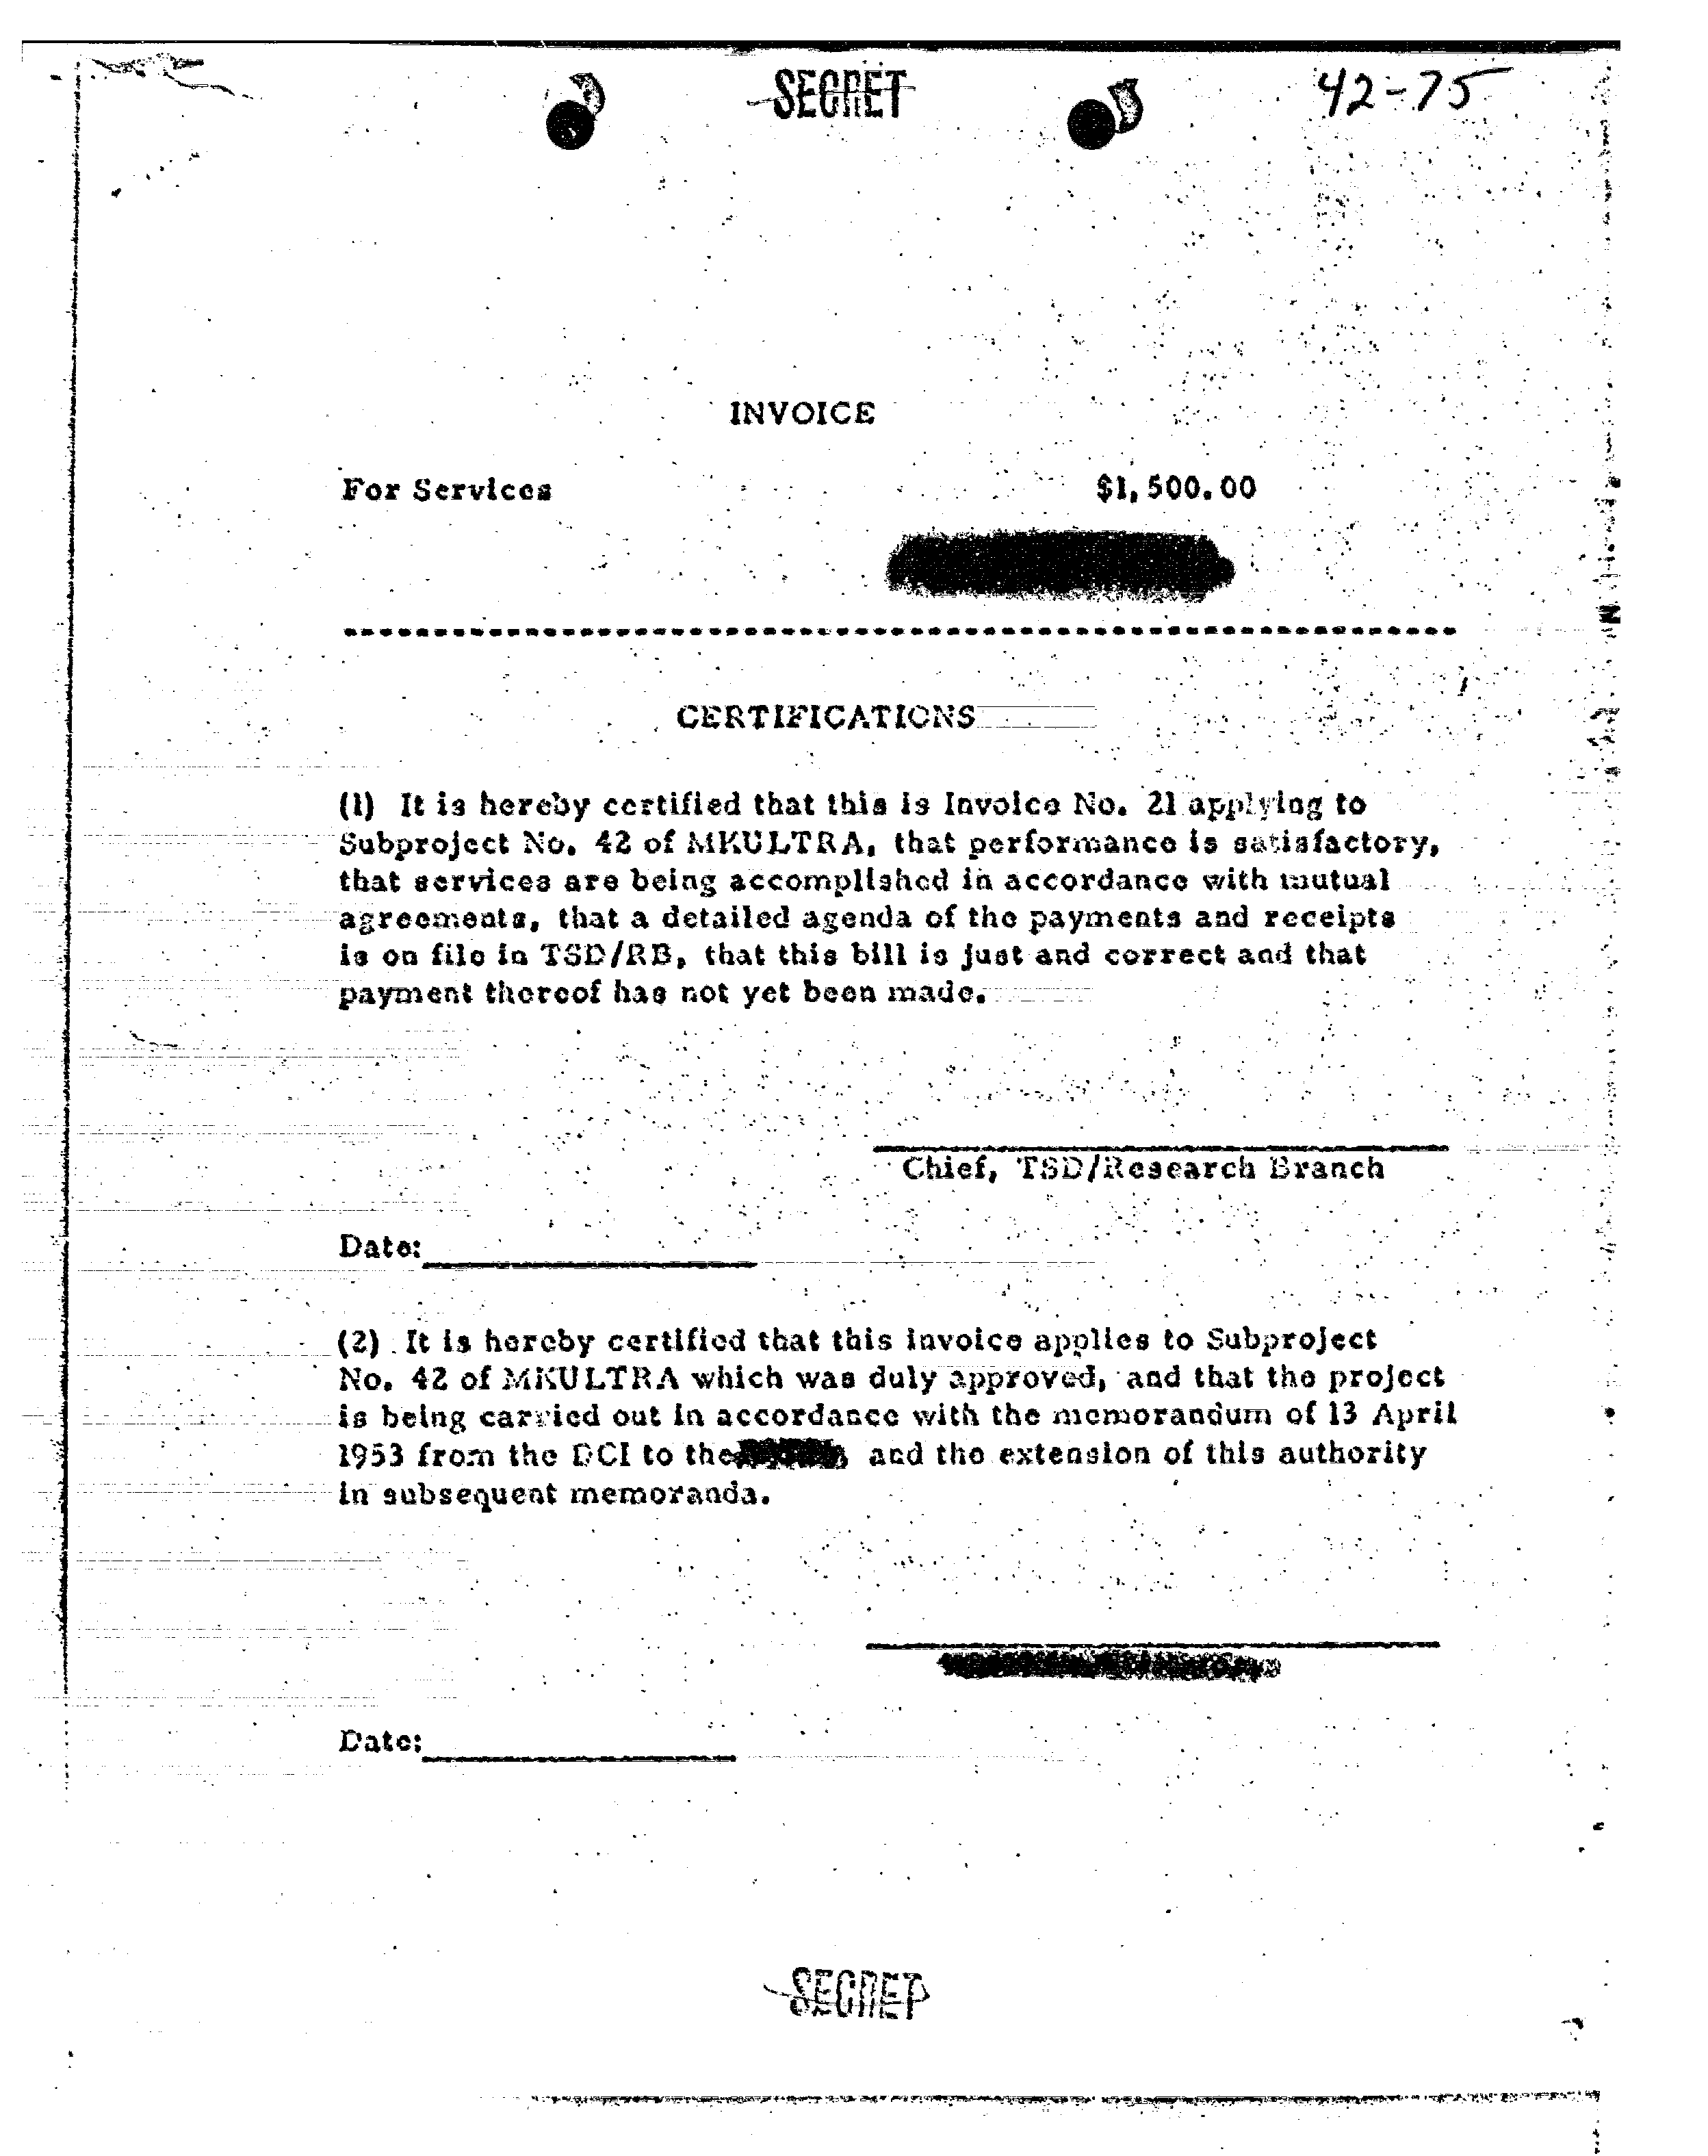 SECRET
42-75
INVOICE
For Services $1,500.00
CERTIFICATIONS
(1) It is hereby certified that this is Invoice No. 21 applying to
Subproject No. 42 of MKULTRA, that performance is satisfactory,
that services are being accomplished in accordance with mutual
agreements, that a detailed agenda of the payments and receipts
is on file in TSD/RB, that this bill is just and correct and that
payment thereof has not yet been made.
Chief, TSD/Research Branch
Date:
(2) It is hereby certified that this invoice applies to Subproject
No. 42 of MKULTRA which was duly approved, and that the project
is being carried out in accordance with the memorandum of 13 April
1953 from the DCI to the and the extension of this authority
in subsequent memoranda.
Date:
SECRET